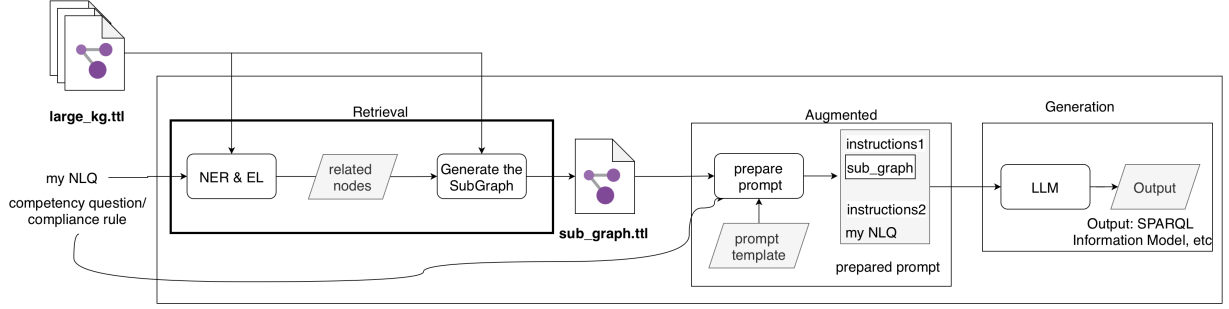 large_kg.ttl
my NLQ
competency question/
compliance rule
Retrieval
NER & EL
related
nodes
Generate the
SubGraph
sub_graph.ttl
Augmented
prepare
prompt
prompt
template
instructions1
sub_graph
instructions2
my NLQ
prepared prompt
Generation
LLM
Output
Output: SPARQL
Information Model, etc